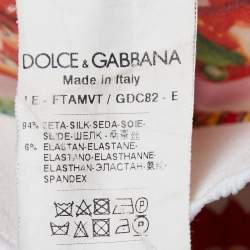 DOLCE & GABBANA
Made in Italy
LE - FTAMVT / GDC82 - E
94% SETA-SILK-SEDA-SOIE-
SEIDE-ШЕЛК-桑蚕丝
6% ELASTAN-ELASTANE-
ELASTANO-ELASTHANNE-
ELASTHAN-ЭЛАСТАН-氨纶-
SPANDEX